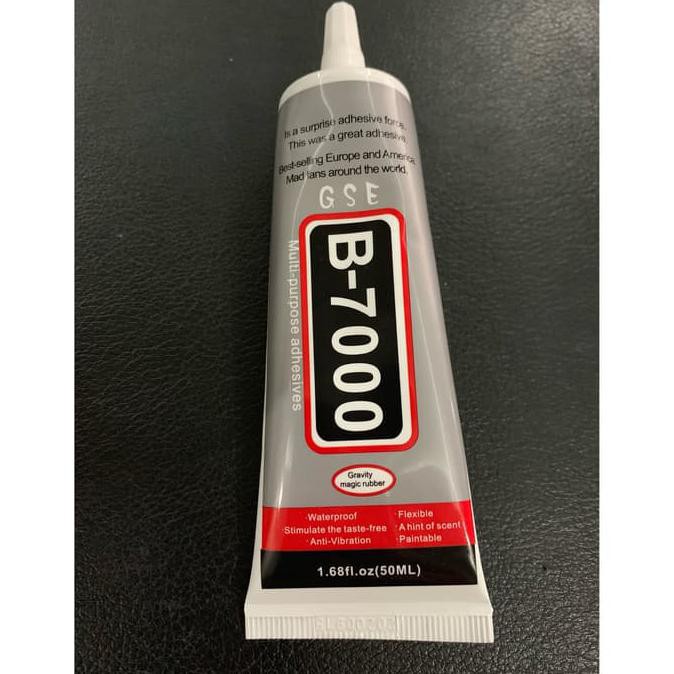 Is a surprise adhesive force.
This was a great adhesive.
Best-selling Europe and America
Mad fans around the world.
GSE
B-7000
Multi-purpose adhesives
Gravity
magic rubber
·Waterproof
·Flexible
·Stimulate the taste-free
·A hint of scent
·Anti-Vibration
·Paintable
1.68fl.oz(50ML)